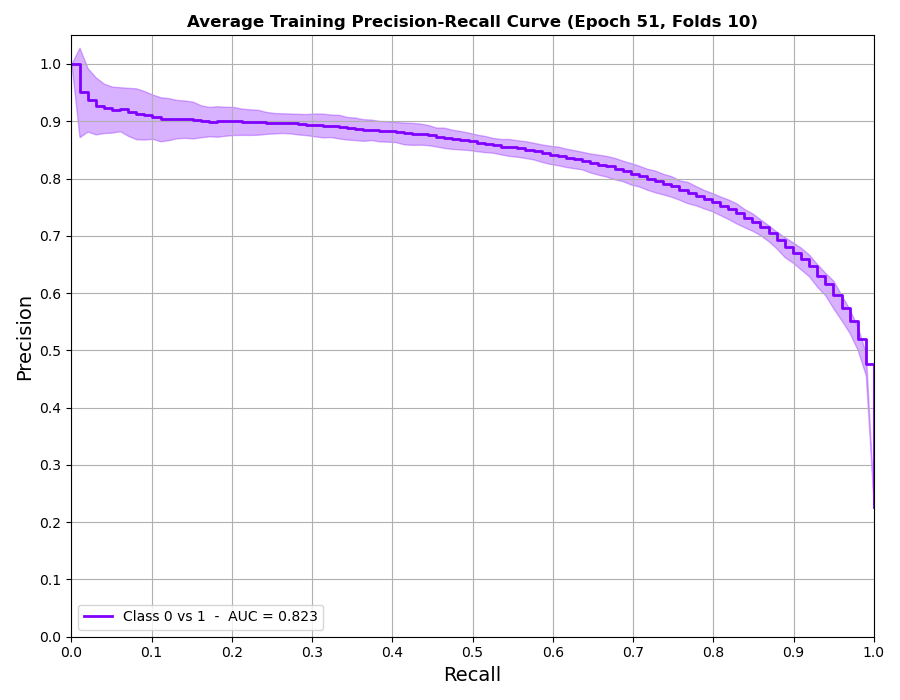 Average Training Precision-Recall Curve (Epoch 51, Folds 10)
1.0
0.9
0.8
0.7
0.6
0.5
0.4
0.3
0.2
0.1
0.0
Precision
Class 0 vs 1 - AUC = 0.823
0.0 0.1 0.2 0.3 0.4 0.5 0.6 0.7 0.8 0.9 1.0
Recall